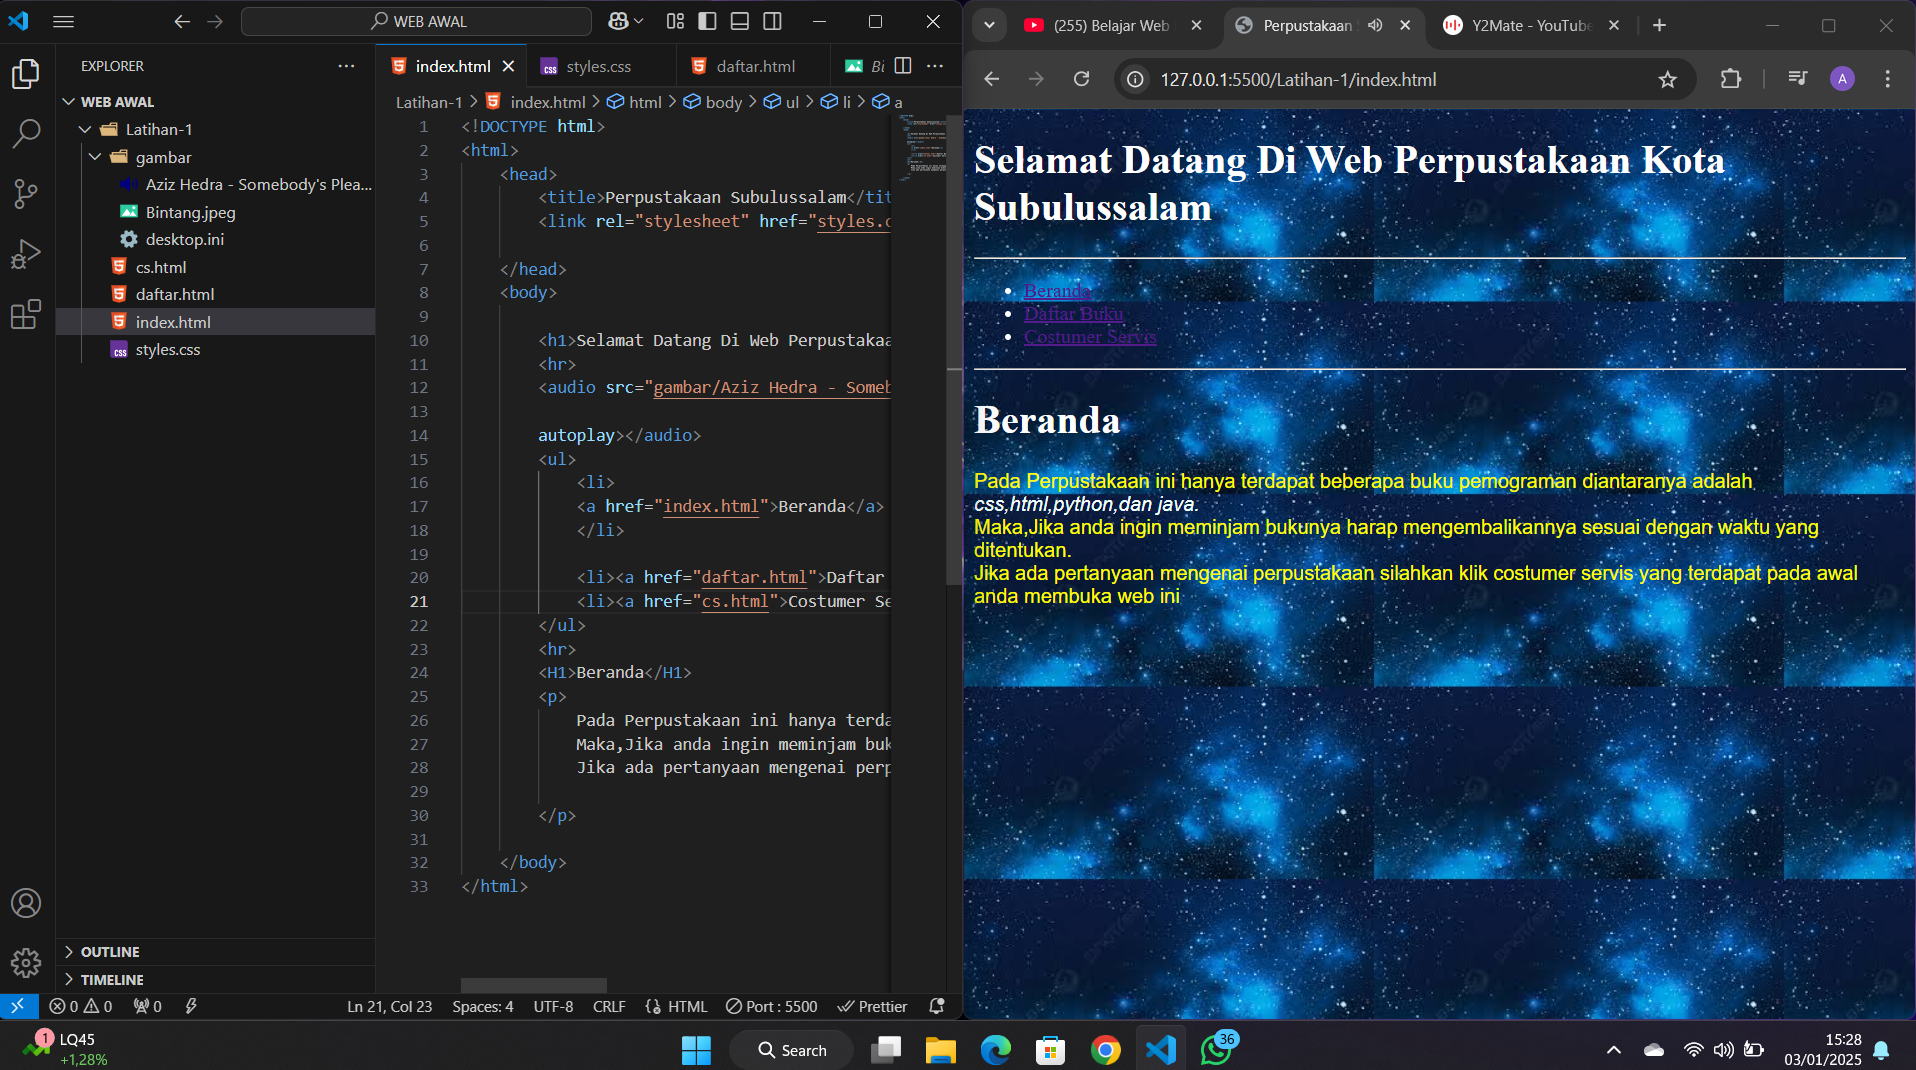 WEB AWAL
EXPLORER
WEB AWAL
Latihan-1
gambar
Aziz Hedra - Somebody's Plea...
Bintang.jpeg
desktop.ini
cs.html
daftar.html
index.html
styles.css
OUTLINE
TIMELINE
index.html
styles.css
daftar.html
Bi
Latihan-1 > index.html > html > body > ul > li > a
1 <!DOCTYPE html>
2 <html>
3 <head>
4 <title>Perpustakaan Subulussalam</tit
5 <link rel="stylesheet" href="styles.c
6
7 </head>
8 <body>
9
10 <h1>Selamat Datang Di Web Perpustakaa
11 <hr>
12 <audio src="gambar/Aziz Hedra - Someb
13
14 autoplay></audio>
15 <ul>
16 <li>
17 <a href="index.html">Beranda</a>
18 </li>
19
20 <li><a href="daftar.html">Daftar
21 <li><a href="cs.html">Costumer Se
22 </ul>
23 <hr>
24 <H1>Beranda</H1>
25 <p>
26 Pada Perpustakaan ini hanya terda
27 Maka,Jika anda ingin meminjam buk
28 Jika ada pertanyaan mengenai perp
29
30 </p>
31
32 </body>
33 </html>
0 0 0 Ln 21, Col 23 Spaces: 4 UTF-8 CRLF {} HTML Port : 5500 Prettier
(255) Belajar Web
Perpustakaan
Y2Mate - YouTube
127.0.0.1:5500/Latihan-1/index.html
A
Selamat Datang Di Web Perpustakaan Kota
Subulussalam
Beranda
Daftar Buku
Costumer Servis
Beranda
Pada Perpustakaan ini hanya terdapat beberapa buku pemograman diantaranya adalah
css,html,python,dan java.
Maka,Jika anda ingin meminjam bukunya harap mengembalikannya sesuai dengan waktu yang
ditentukan.
Jika ada pertanyaan mengenai perpustakaan silahkan klik costumer servis yang terdapat pada awal
anda membuka web ini
1
LQ45
+1,28%
Search
36
15:28
03/01/2025